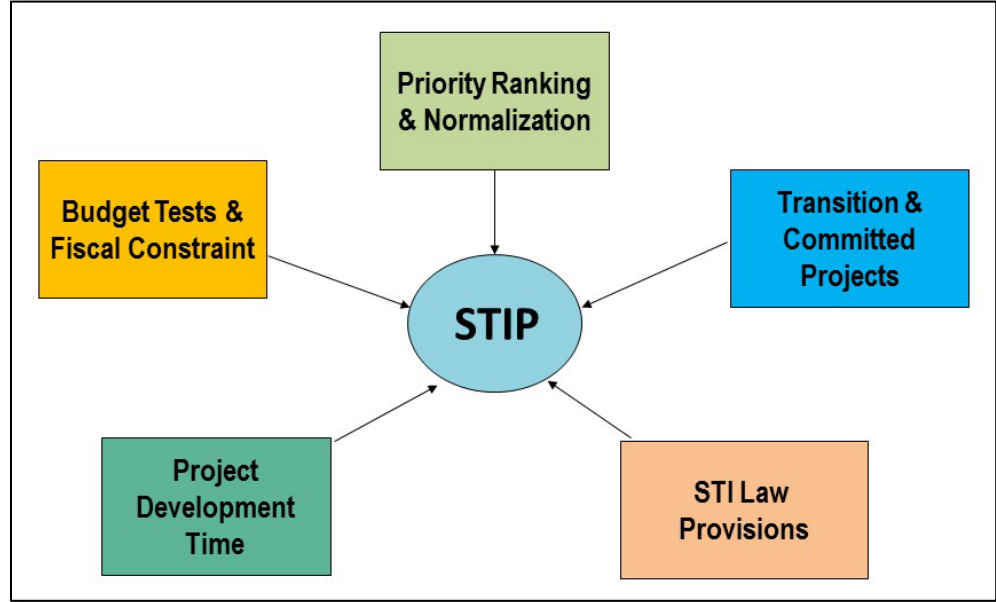 Priority Ranking
& Normalization
Budget Tests &
Fiscal Constraint
Transition &
Committed
Projects
STIP
Project
Development
Time
STI Law
Provisions